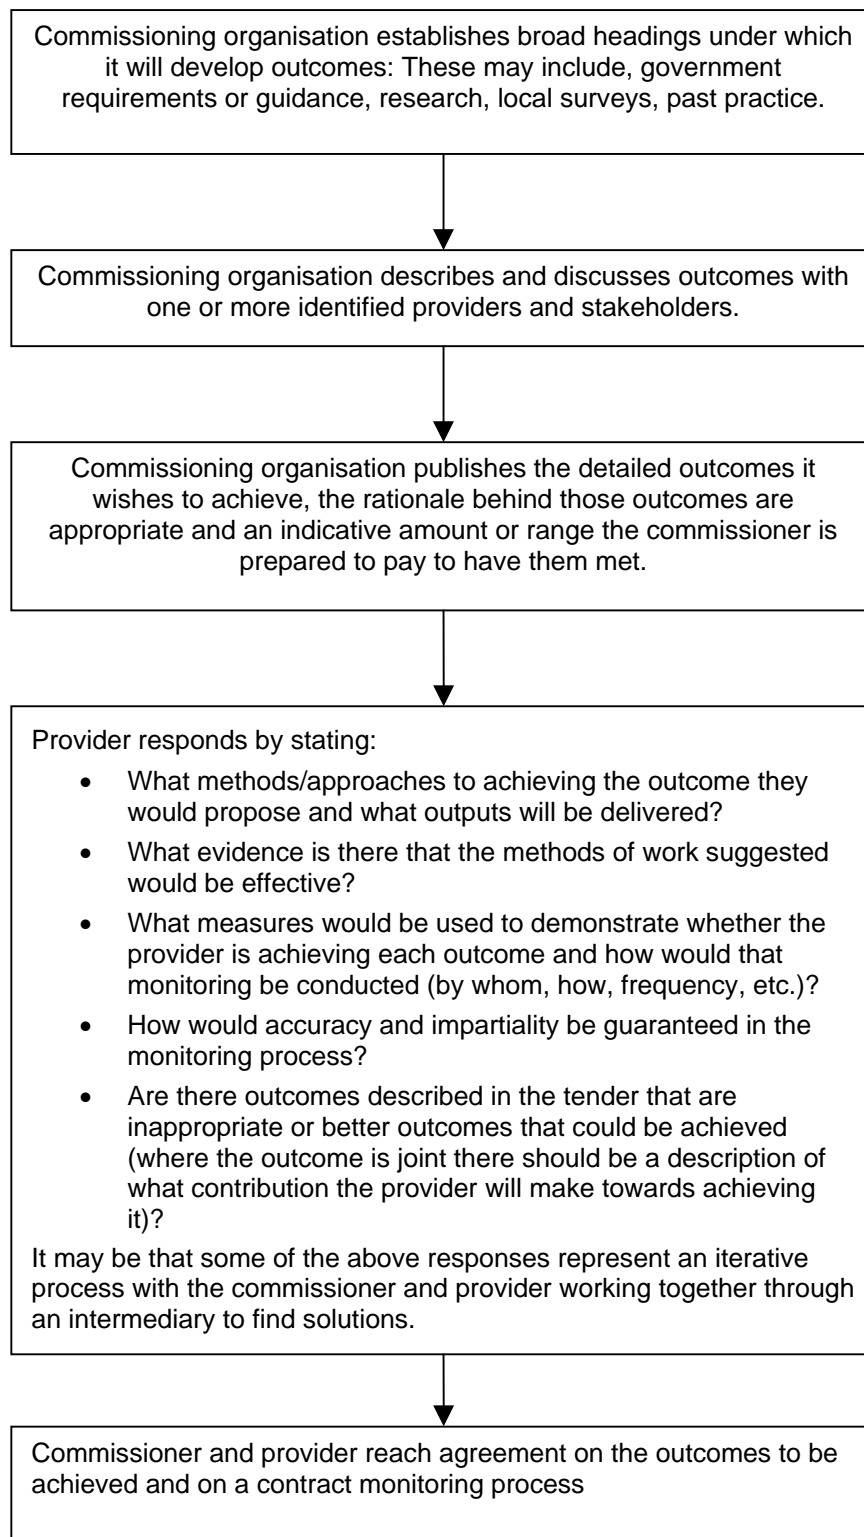 Commissioning organisation establishes broad headings under which
it will develop outcomes: These may include, government
requirements or guidance, research, local surveys, past practice.
Commissioning organisation describes and discusses outcomes with
one or more identified providers and stakeholders.
Commissioning organisation publishes the detailed outcomes it
wishes to achieve, the rationale behind those outcomes are
appropriate and an indicative amount or range the commissioner is
prepared to pay to have them met.
Provider responds by stating:
• What methods/approaches to achieving the outcome they
would propose and what outputs will be delivered?
• What evidence is there that the methods of work suggested
would be effective?
• What measures would be used to demonstrate whether the
provider is achieving each outcome and how would that
monitoring be conducted (by whom, how, frequency, etc.)?
• How would accuracy and impartiality be guaranteed in the
monitoring process?
• Are there outcomes described in the tender that are
inappropriate or better outcomes that could be achieved
(where the outcome is joint there should be a description of
what contribution the provider will make towards achieving
it)?
It may be that some of the above responses represent an iterative
process with the commissioner and provider working together through
an intermediary to find solutions.
Commissioner and provider reach agreement on the outcomes to be
achieved and on a contract monitoring process